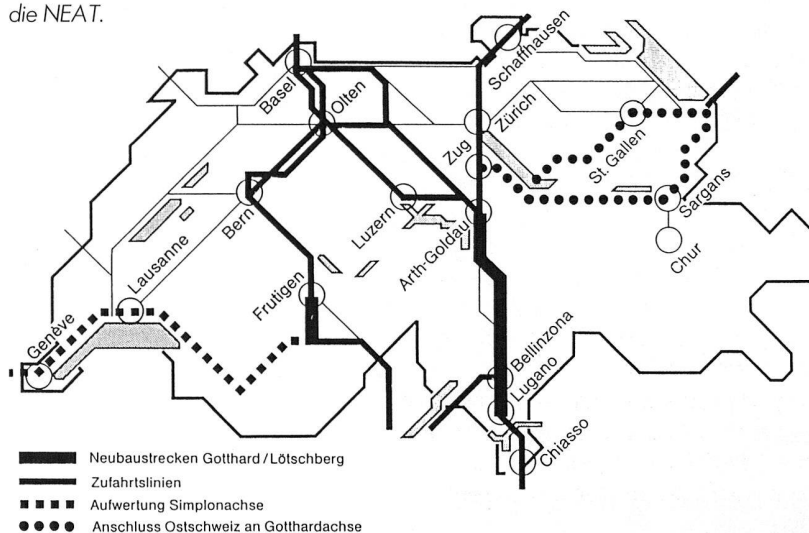 die NEAT.
Schaffhausen
Basel
Olten
Zürich
Zug
St. Gallen
Sargans
Chur
Bern
Luzern
Arth-Goldau
Lausanne
Frutigen
Genève
Bellinzona
Lugano
Chiasso
Neubaustrecken Gotthard/Lötschberg
Zufahrtslinien
Aufwertung Simplonachse
Anschluss Ostschweiz an Gotthardachse